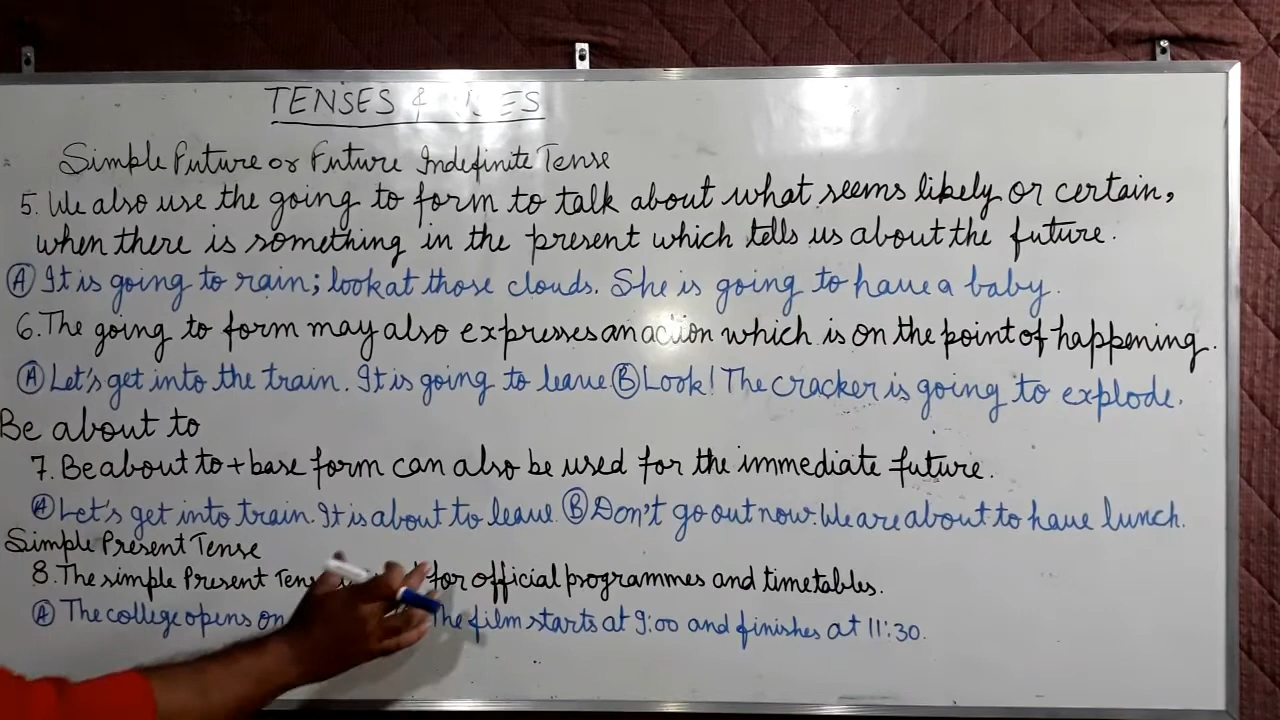 TENSES &
Simple Future or Future Indefinite Tense
5. We also use the going to form to talk about what seems likely or certain,
when there is something in the present which tells us about the future.
A It is going to rain; look at those clouds. She is going to have a baby.
6. The going to form may also expresses an action which is on the point of happening.
A Let's get into the train. It is going to leave B Look! The cracker is going to explode.
Be about to
7. Be about to + base form can also be used for the immediate future.
A Let's get into train. It is about to leave B Don't go out now. We are about to have lunch.
Simple Present Tense
8. The simple Present for official programmes and timetables.
A The college opens on The film starts at 9:00 and finishes at 11:30.